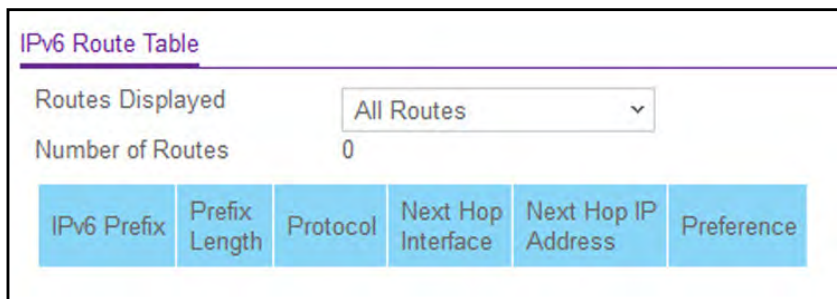 IPv6 Route Table
Routes Displayed All Routes
Number of Routes 0
IPv6 Prefix Prefix Length Protocol Next Hop Interface Next Hop IP Address Preference